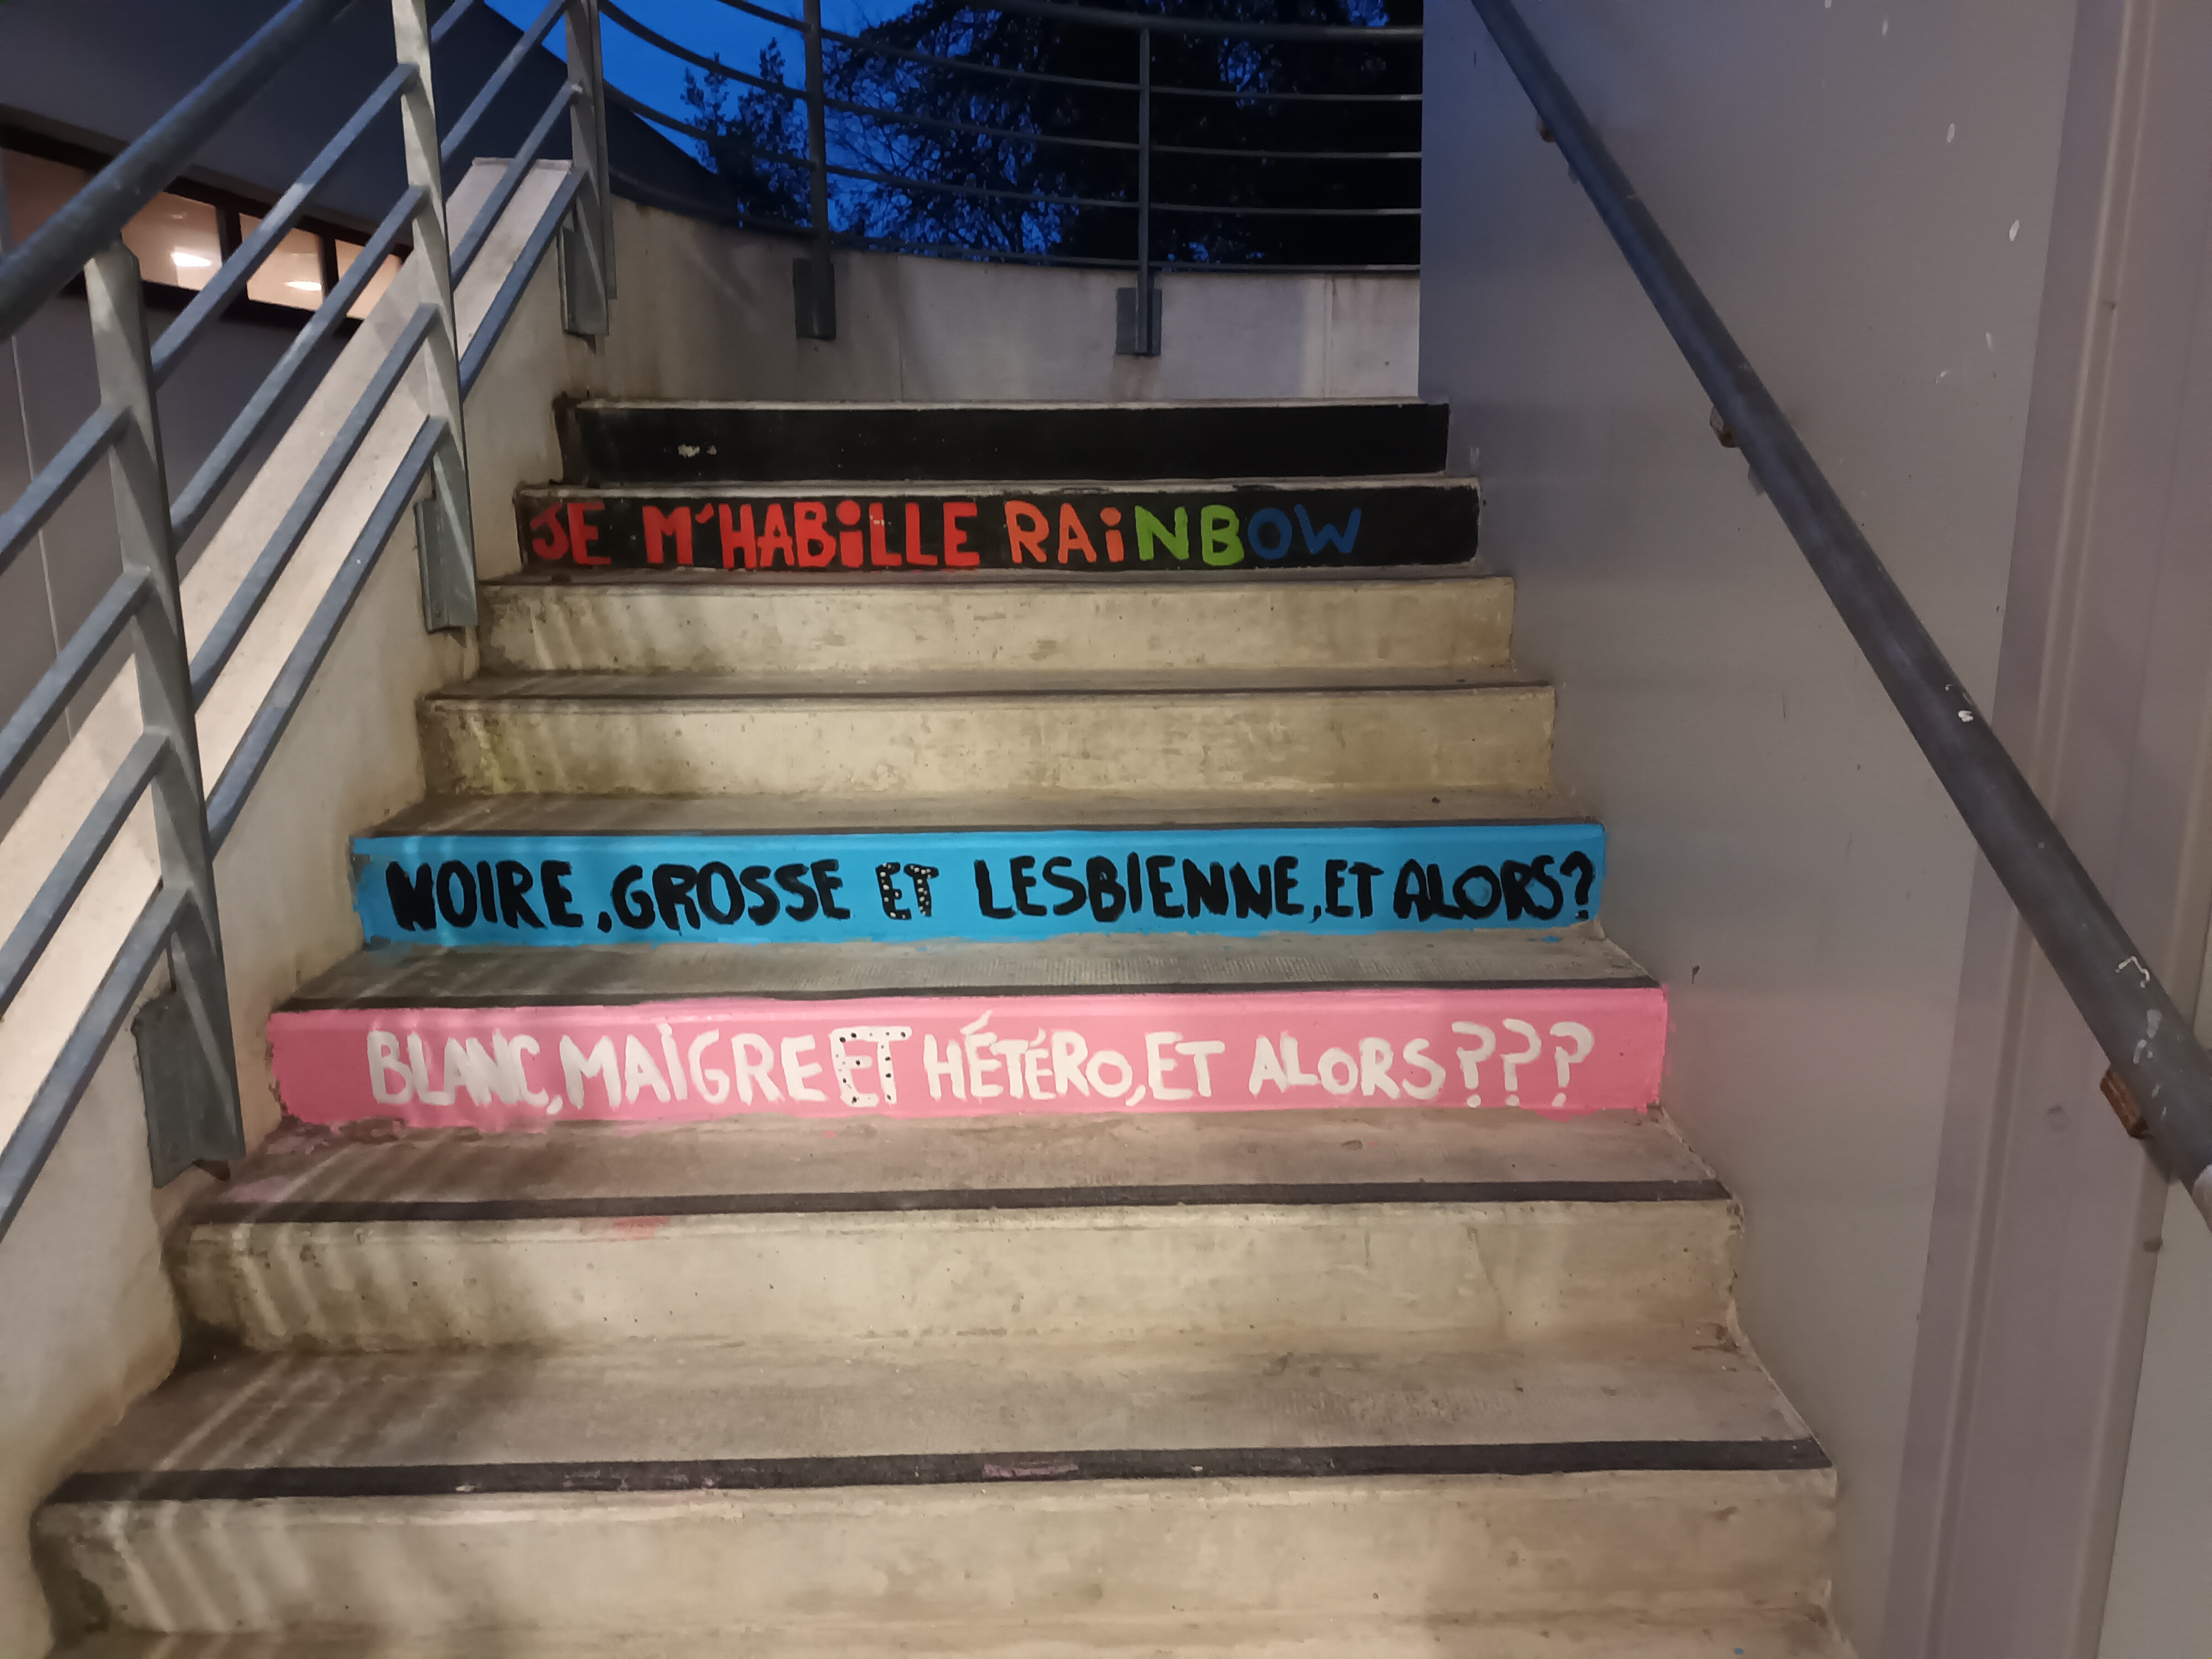 JE M'HABiLLE RAiNBOW
NOIRE, GROSSE ET LESBIENNE, ET ALORS?
BLANC, MAiGRE ET HÉTÉRO, ET ALORS???